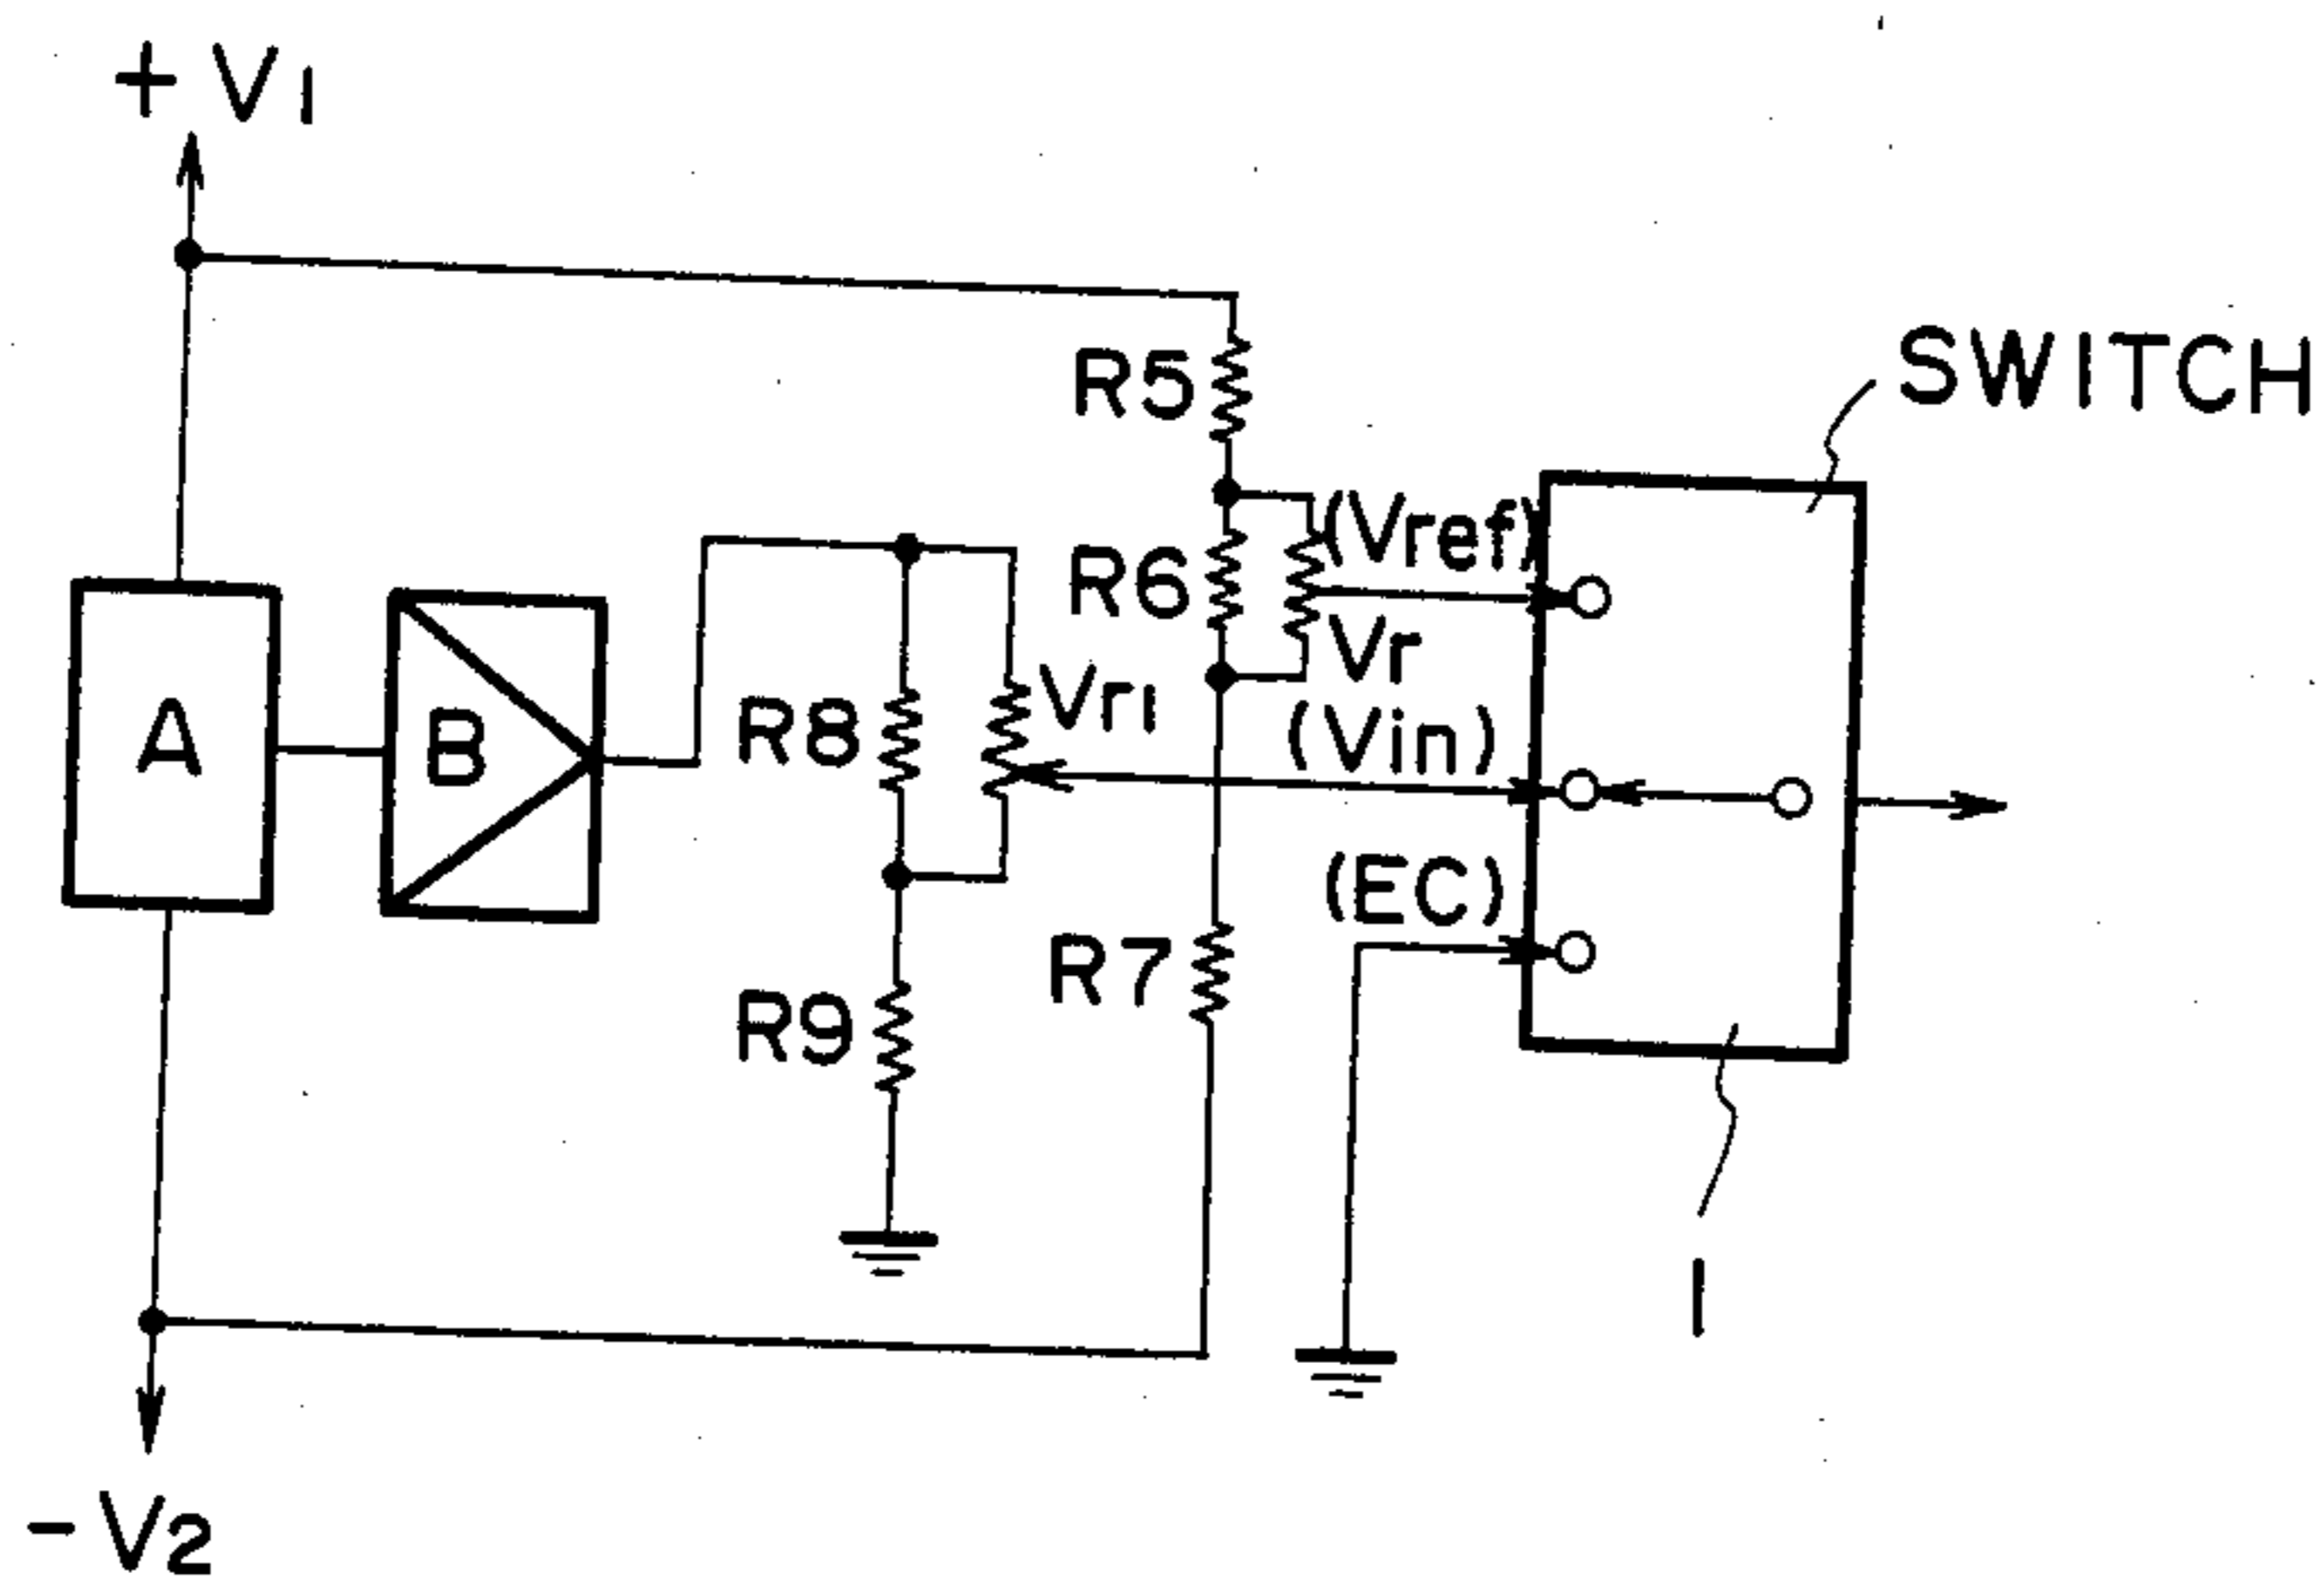 + V1
SWITCH
R5
(Vref)
R6
Vr
Vr1
(Vin)
A
B
R8
(EC)
R7
R9
1
- V2